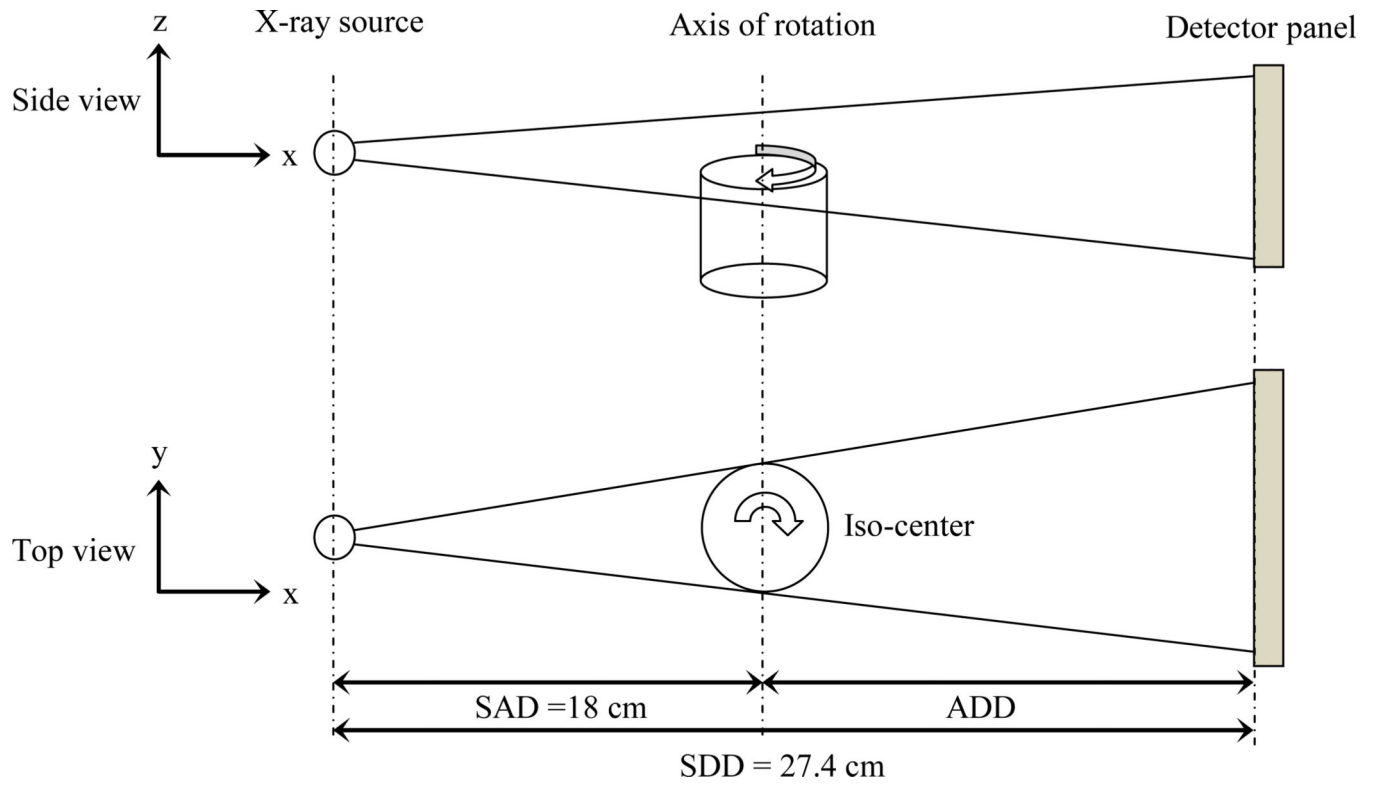 z
X-ray source
Axis of rotation
Detector panel
Side view
x
y
Iso-center
Top view
x
SAD =18 cm
ADD
SDD = 27.4 cm